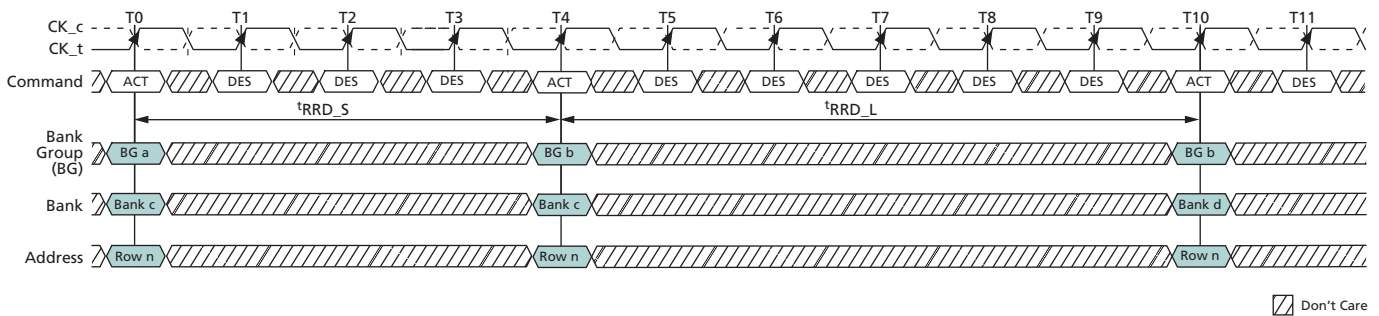 T0 T1 T2 T3 T4 T5 T6 T7 T8 T9 T10 T11
CK_c
CK_t
Command ACT DES DES DES ACT DES DES DES DES DES ACT DES
tRRD_S tRRD_L
Bank
Group
(BG)
BG a BG b BG b
Bank Bank c Bank c Bank d
Address Row n Row n Row n
Don't Care